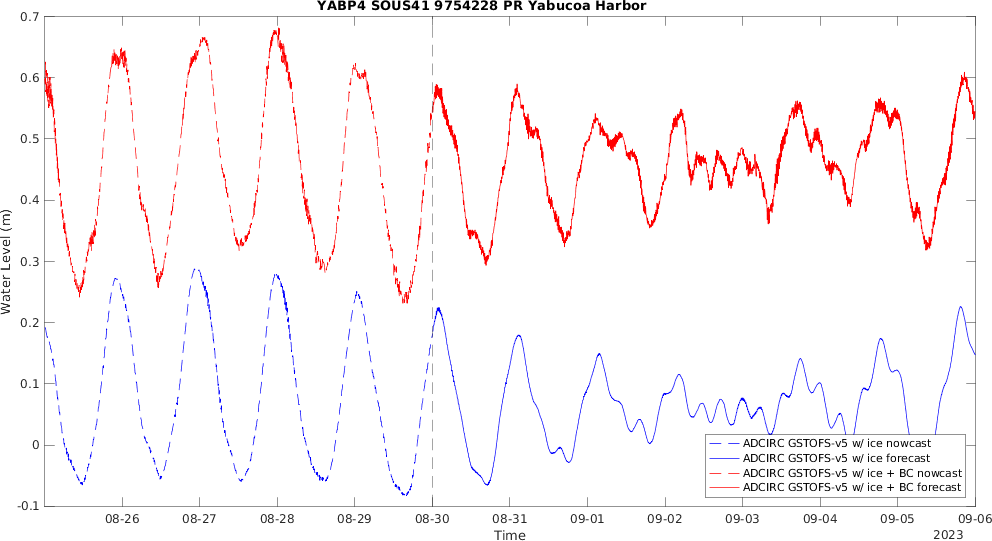 YABP4 SOUS41 9754228 PR Yabucoa Harbor
0.7
0.6
0.5
0.4
0.3
0.2
0.1
0
-0.1
Water Level (m)
08-26 08-27 08-28 08-29 08-30 08-31 09-01 09-02 09-03 09-04 09-05 09-06
Time
2023
ADCIRC GSTOFS-v5 w/ ice nowcast
ADCIRC GSTOFS-v5 w/ ice forecast
ADCIRC GSTOFS-v5 w/ ice + BC nowcast
ADCIRC GSTOFS-v5 w/ ice + BC forecast